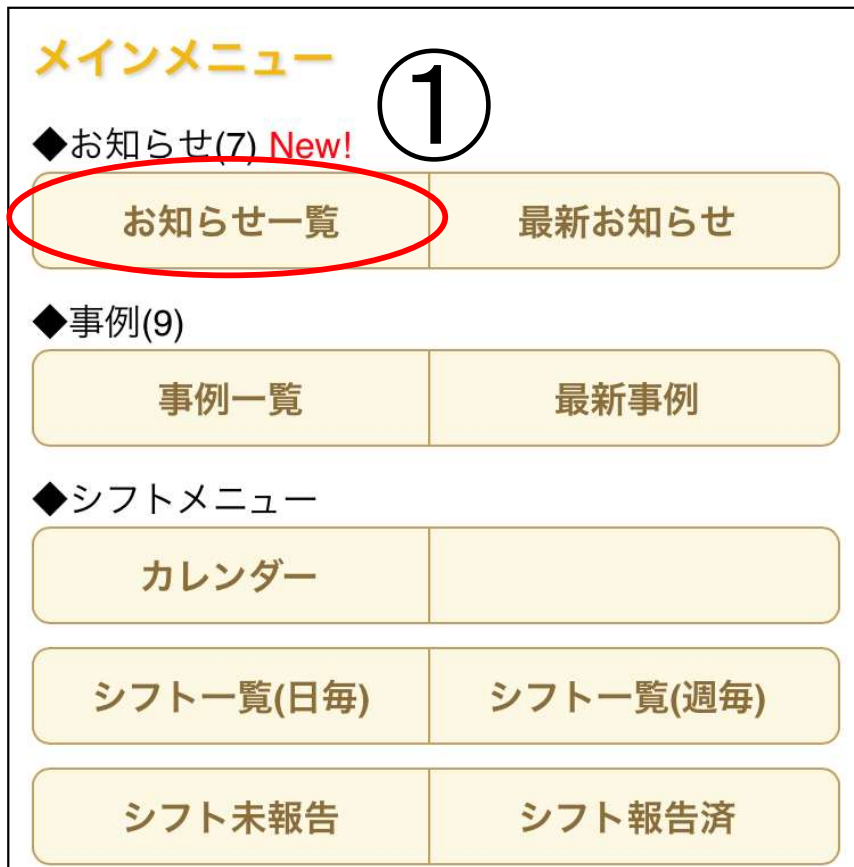 メインメニュー
①
◆お知らせ(7) New!
お知らせ一覧 最新お知らせ
◆事例(9)
事例一覧 最新事例
◆シフトメニュー
カレンダー
シフト一覧(日毎) シフト一覧(週毎)
シフト未報告 シフト報告済